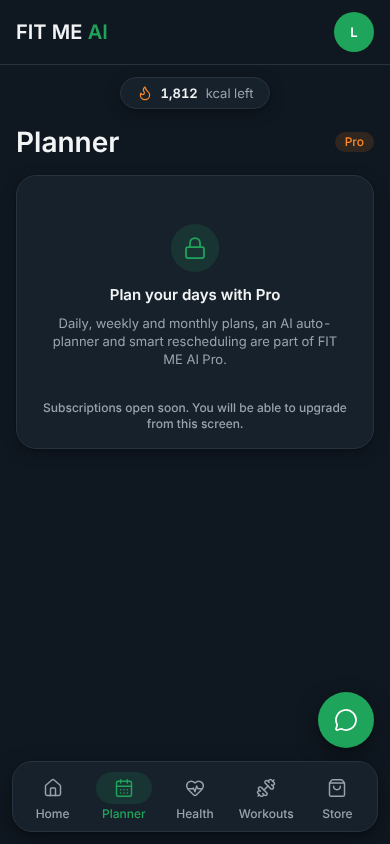 FIT ME AI
L
1,812 kcal left
Planner
Pro
Plan your days with Pro
Daily, weekly and monthly plans, an AI auto-
planner and smart rescheduling are part of FIT
ME AI Pro.
Subscriptions open soon. You will be able to upgrade
from this screen.
Home
Planner
Health
Workouts
Store